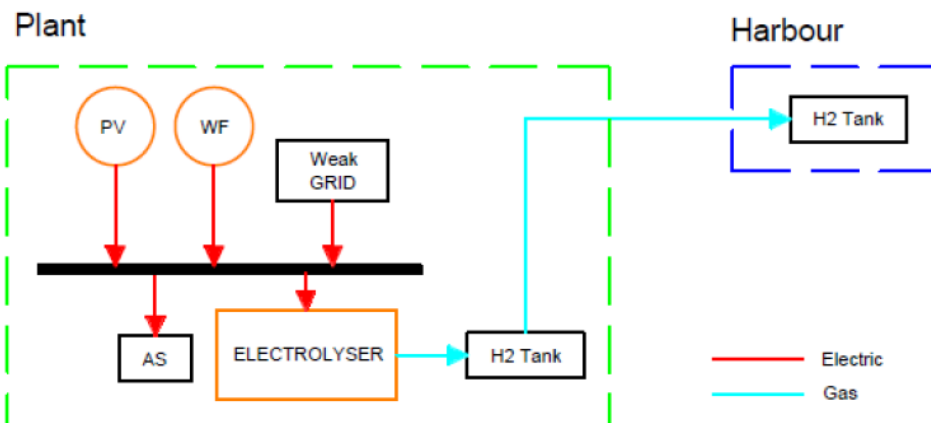 Plant
Harbour
PV
WF
Weak
GRID
H2 Tank
AS
ELECTROLYSER
H2 Tank
Electric
Gas